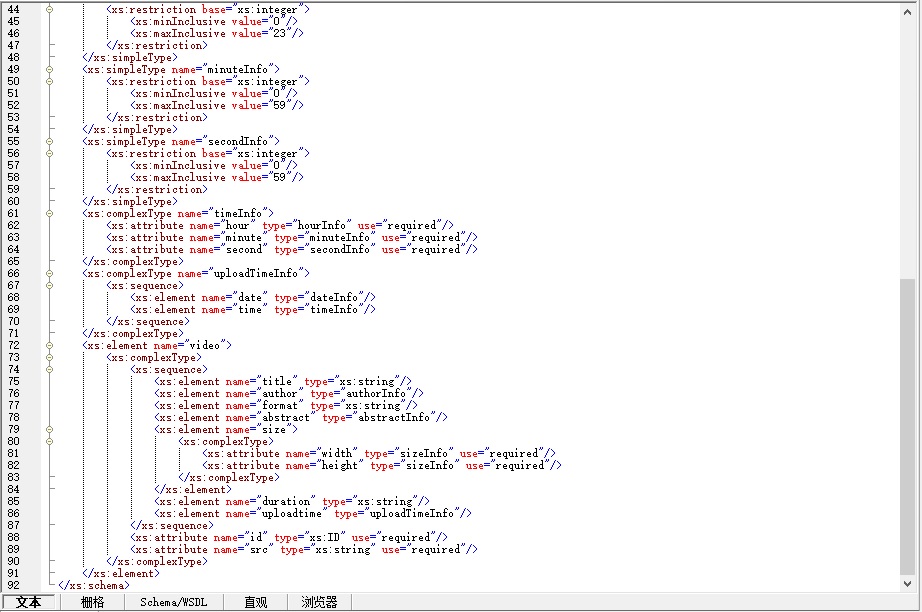 44 <xs:restriction base="xs:integer">
45 <xs:minInclusive value="0"/>
46 <xs:maxInclusive value="23"/>
47 </xs:restriction>
48 </xs:simpleType>
49 <xs:simpleType name="minuteInfo">
50 <xs:restriction base="xs:integer">
51 <xs:minInclusive value="0"/>
52 <xs:maxInclusive value="59"/>
53 </xs:restriction>
54 </xs:simpleType>
55 <xs:simpleType name="secondInfo">
56 <xs:restriction base="xs:integer">
57 <xs:minInclusive value="0"/>
58 <xs:maxInclusive value="59"/>
59 </xs:restriction>
60 </xs:simpleType>
61 <xs:complexType name="timeInfo">
62 <xs:attribute name="hour" type="hourInfo" use="required"/>
63 <xs:attribute name="minute" type="minuteInfo" use="required"/>
64 <xs:attribute name="second" type="secondInfo" use="required"/>
65 </xs:complexType>
66 <xs:complexType name="uploadTimeInfo">
67 <xs:sequence>
68 <xs:element name="date" type="dateInfo"/>
69 <xs:element name="time" type="timeInfo"/>
70 </xs:sequence>
71 </xs:complexType>
72 <xs:element name="video">
73 <xs:complexType>
74 <xs:sequence>
75 <xs:element name="title" type="xs:string"/>
76 <xs:element name="author" type="authorInfo"/>
77 <xs:element name="format" type="xs:string"/>
78 <xs:element name="abstract" type="abstractInfo"/>
79 <xs:element name="size">
80 <xs:complexType>
81 <xs:attribute name="width" type="sizeInfo" use="required"/>
82 <xs:attribute name="height" type="sizeInfo" use="required"/>
83 </xs:complexType>
84 </xs:element>
85 <xs:element name="duration" type="xs:string"/>
86 <xs:element name="uploadtime" type="uploadTimeInfo"/>
87 </xs:sequence>
88 <xs:attribute name="id" type="xs:ID" use="required"/>
89 <xs:attribute name="src" type="xs:string" use="required"/>
90 </xs:complexType>
91 </xs:element>
92 </xs:schema>
文本 栅格 Schema/WSDL 直观 浏览器